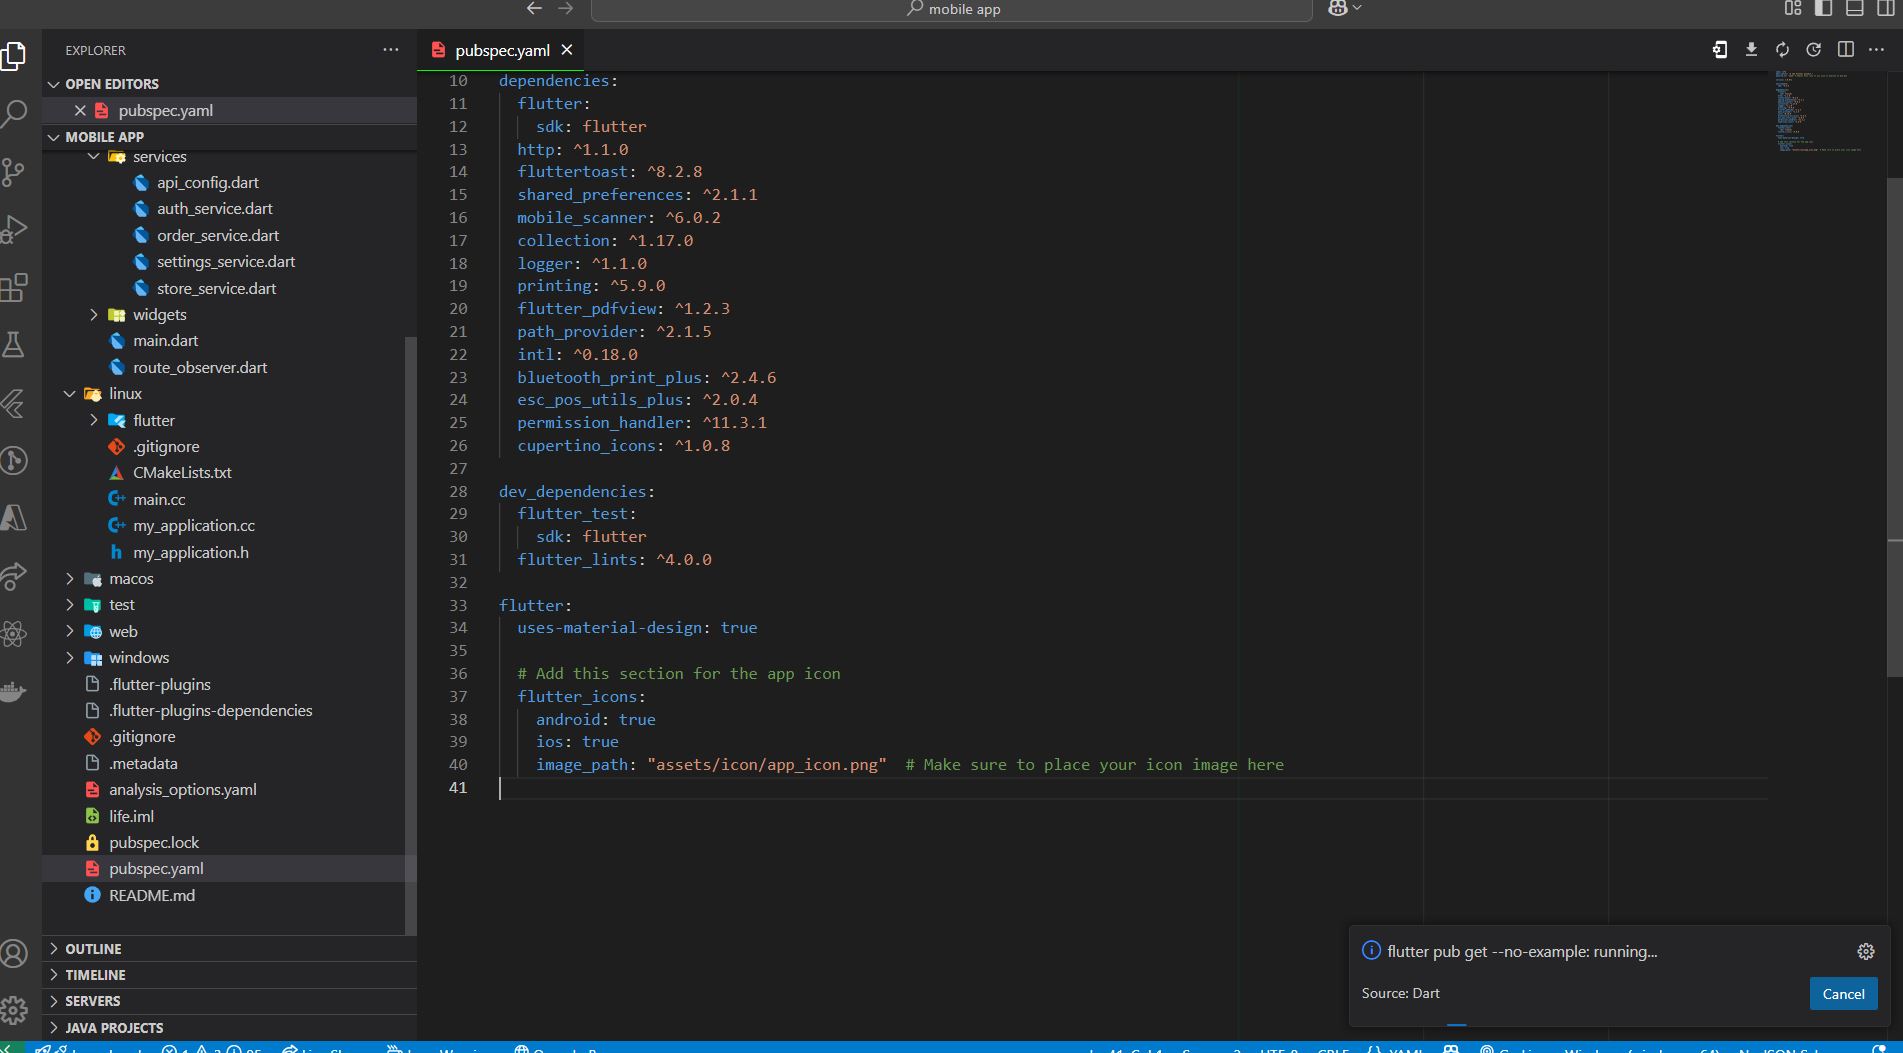 mobile app
EXPLORER
OPEN EDITORS
pubspec.yaml
MOBILE APP
services
api_config.dart
auth_service.dart
order_service.dart
settings_service.dart
store_service.dart
widgets
main.dart
route_observer.dart
linux
flutter
.gitignore
CMakeLists.txt
main.cc
my_application.cc
my_application.h
macos
test
web
windows
.flutter-plugins
.flutter-plugins-dependencies
.gitignore
.metadata
analysis_options.yaml
life.iml
pubspec.lock
pubspec.yaml
README.md
OUTLINE
TIMELINE
SERVERS
JAVA PROJECTS
pubspec.yaml
10 dependencies:
11 flutter:
12 sdk: flutter
13 http: ^1.1.0
14 fluttertoast: ^8.2.8
15 shared_preferences: ^2.1.1
16 mobile_scanner: ^6.0.2
17 collection: ^1.17.0
18 logger: ^1.1.0
19 printing: ^5.9.0
20 flutter_pdfview: ^1.2.3
21 path_provider: ^2.1.5
22 intl: ^0.18.0
23 bluetooth_print_plus: ^2.4.6
24 esc_pos_utils_plus: ^2.0.4
25 permission_handler: ^11.3.1
26 cupertino_icons: ^1.0.8
27
28 dev_dependencies:
29 flutter_test:
30 sdk: flutter
31 flutter_lints: ^4.0.0
32
33 flutter:
34 uses-material-design: true
35
36 # Add this section for the app icon
37 flutter_icons:
38 android: true
39 ios: true
40 image_path: "assets/icon/app_icon.png" # Make sure to place your icon image here
41
flutter pub get --no-example: running...
Source: Dart
Cancel